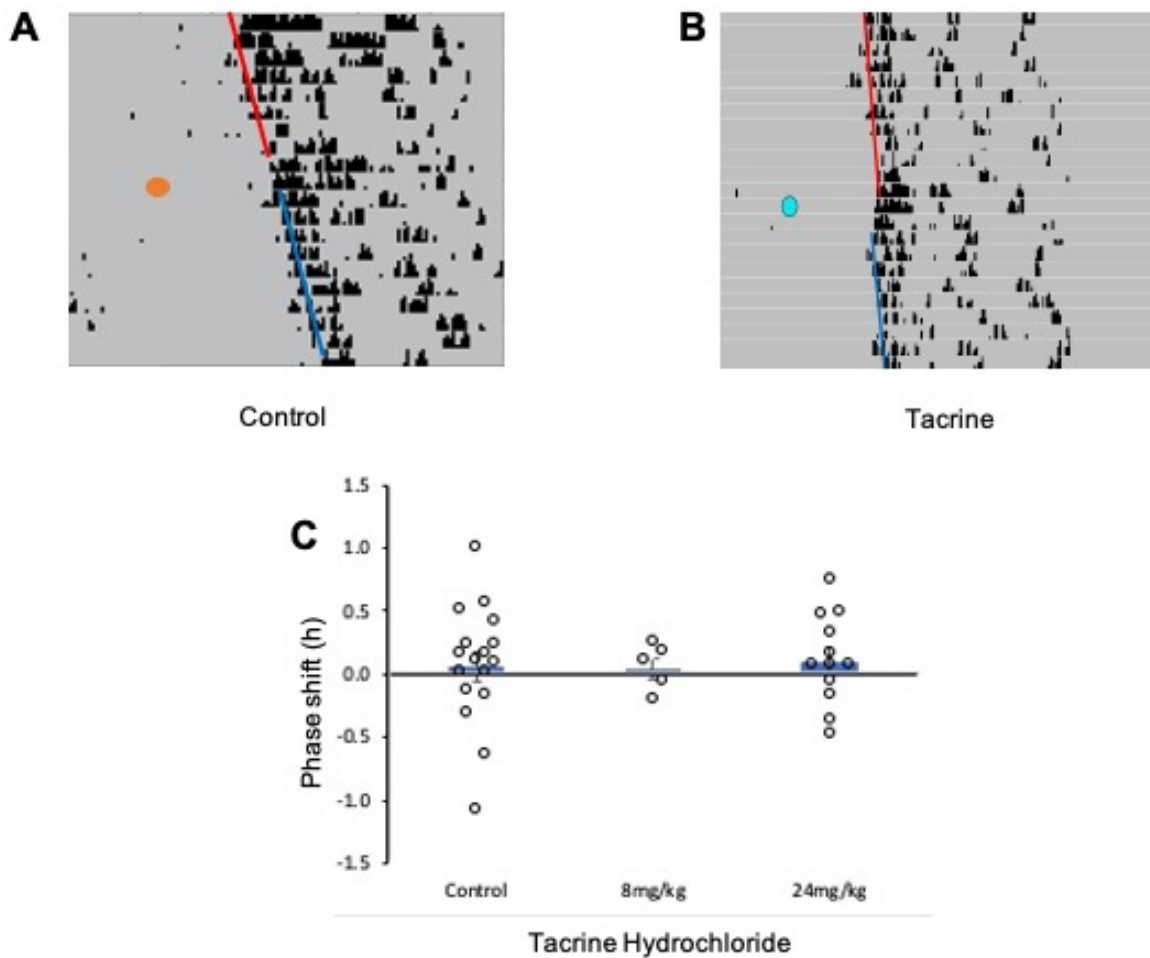 A
B
Control
Tacrine
C
Phase shift (h)
1.5
1.0
0.5
0.0
-0.5
-1.0
-1.5
Control
8mg/kg
24mg/kg
Tacrine Hydrochloride